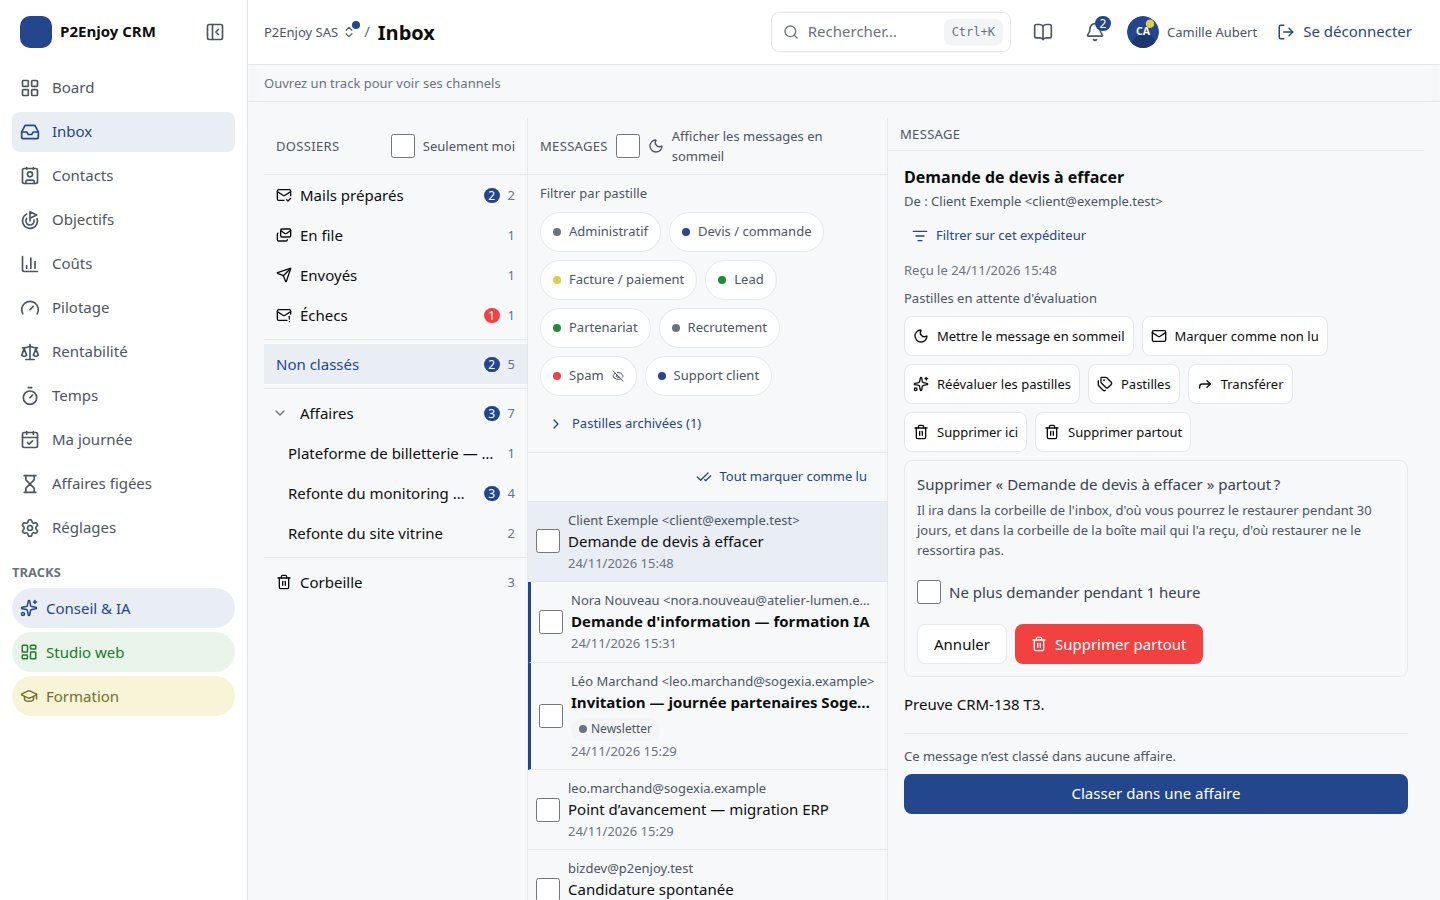 P2Enjoy CRM
Board
Inbox
Contacts
Objectifs
Coûts
Pilotage
Rentabilité
Temps
Ma journée
Affaires figées
Réglages
TRACKS
Conseil & IA
Studio web
Formation
P2Enjoy SAS / Inbox
Rechercher... Ctrl+K
2
CA
Camille Aubert
Se déconnecter
Ouvrez un track pour voir ses channels
DOSSIERS
Seulement moi
Mails préparés 2 2
En file 1
Envoyés 1
Échecs 1 1
Non classés 2 5
Affaires 3 7
Plateforme de billetterie — ... 1
Refonte du monitoring ... 3 4
Refonte du site vitrine 2
Corbeille 3
MESSAGES
Afficher les messages en
sommeil
Filtrer par pastille
Administratif
Devis / commande
Facture / paiement
Lead
Partenariat
Recrutement
Spam
Support client
Pastilles archivées (1)
Tout marquer comme lu
Client Exemple <client@exemple.test>
Demande de devis à effacer
24/11/2026 15:48
Nora Nouveau <nora.nouveau@atelier-lumen.e...
Demande d'information — formation IA
24/11/2026 15:31
Léo Marchand <leo.marchand@sogexia.example>
Invitation — journée partenaires Soge...
Newsletter
24/11/2026 15:29
leo.marchand@sogexia.example
Point d’avancement — migration ERP
24/11/2026 15:29
bizdev@p2enjoy.test
Candidature spontanée
MESSAGE
Demande de devis à effacer
De : Client Exemple <client@exemple.test>
Filtrer sur cet expéditeur
Reçu le 24/11/2026 15:48
Pastilles en attente d'évaluation
Mettre le message en sommeil
Marquer comme non lu
Réévaluer les pastilles
Pastilles
Transférer
Supprimer ici
Supprimer partout
Supprimer « Demande de devis à effacer » partout ?
Il ira dans la corbeille de l'inbox, d'où vous pourrez le restaurer pendant 30
jours, et dans la corbeille de la boîte mail qui l'a reçu, d'où restaurer ne le
ressortira pas.
Ne plus demander pendant 1 heure
Annuler
Supprimer partout
Preuve CRM-138 T3.
Ce message n’est classé dans aucune affaire.
Classer dans une affaire